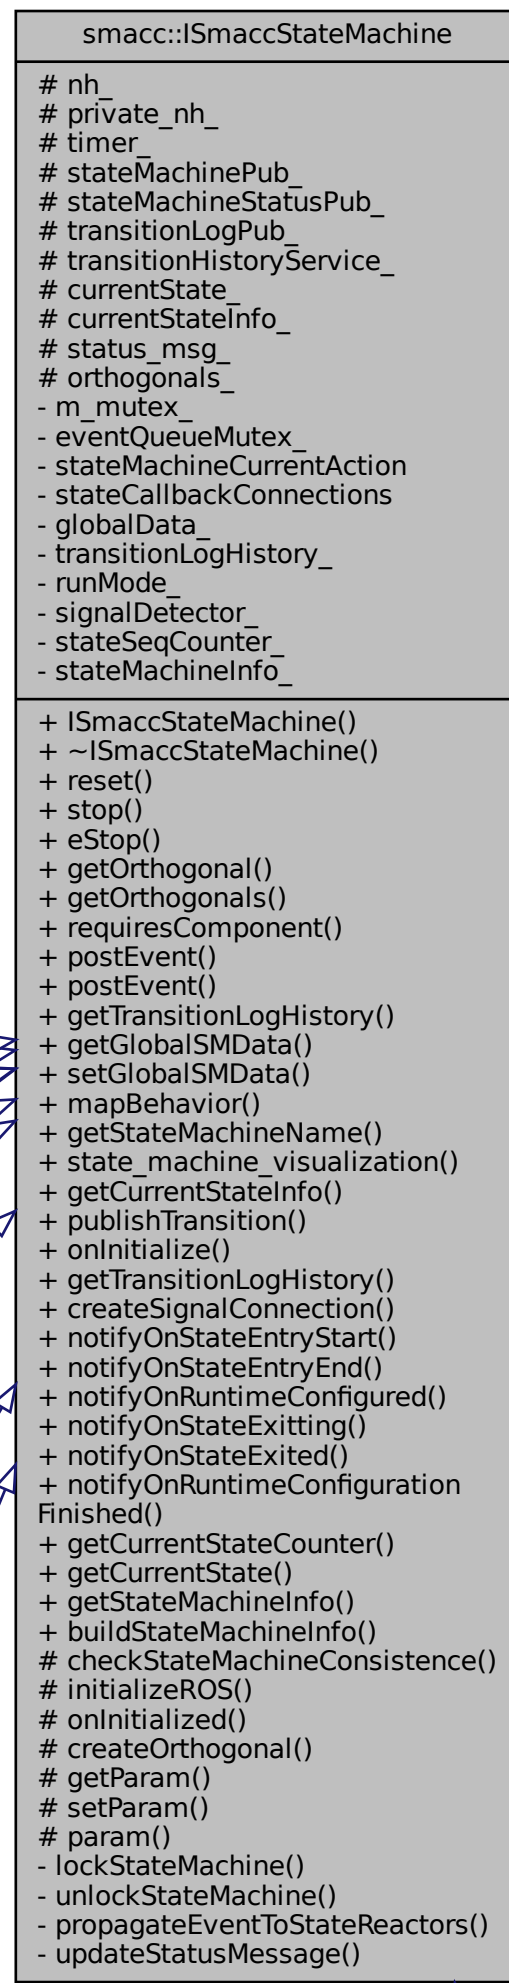 smacc::ISmaccStateMachine
# nh_
# private_nh_
# timer_
# stateMachinePub_
# stateMachineStatusPub_
# transitionLogPub_
# transitionHistoryService_
# currentState_
# currentStateInfo_
# status_msg_
# orthogonals_
- m_mutex_
- eventQueueMutex_
- stateMachineCurrentAction
- stateCallbackConnections
- globalData_
- transitionLogHistory_
- runMode_
- signalDetector_
- stateSeqCounter_
- stateMachineInfo_
+ ISmaccStateMachine()
+ ~ISmaccStateMachine()
+ reset()
+ stop()
+ eStop()
+ getOrthogonal()
+ getOrthogonals()
+ requiresComponent()
+ postEvent()
+ postEvent()
+ getTransitionLogHistory()
+ getGlobalSMData()
+ setGlobalSMData()
+ mapBehavior()
+ getStateMachineName()
+ state_machine_visualization()
+ getCurrentStateInfo()
+ publishTransition()
+ onInitialize()
+ getTransitionLogHistory()
+ createSignalConnection()
+ notifyOnStateEntryStart()
+ notifyOnStateEntryEnd()
+ notifyOnRuntimeConfigured()
+ notifyOnStateExitting()
+ notifyOnStateExited()
+ notifyOnRuntimeConfiguration
Finished()
+ getCurrentStateCounter()
+ getCurrentState()
+ getStateMachineInfo()
+ buildStateMachineInfo()
# checkStateMachineConsistence()
# initializeROS()
# onInitialized()
# createOrthogonal()
# getParam()
# setParam()
# param()
- lockStateMachine()
- unlockStateMachine()
- propagateEventToStateReactors()
- updateStatusMessage()